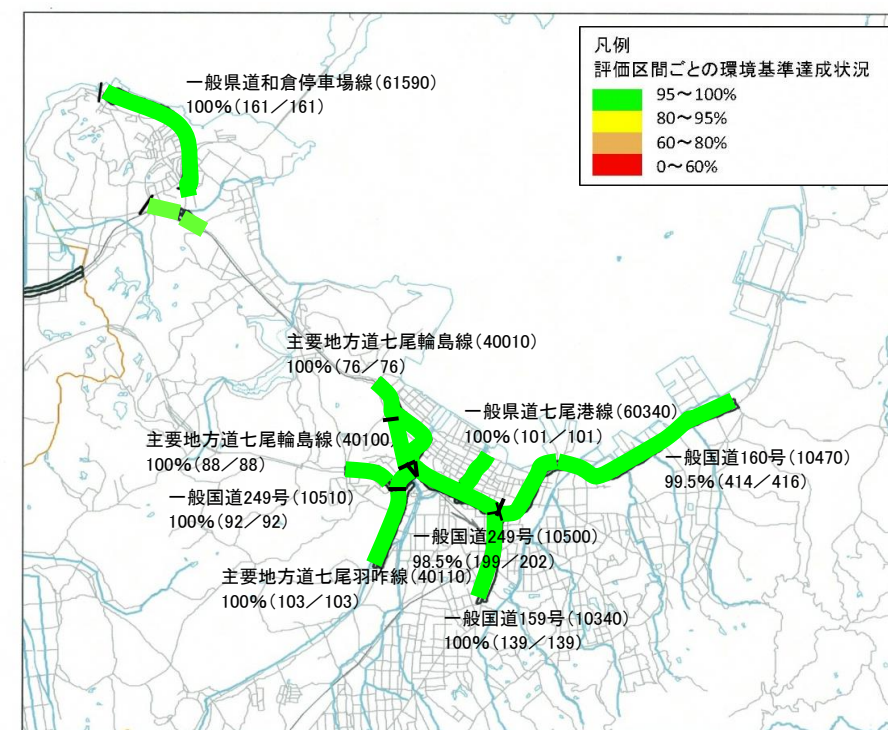 凡例
評価区間ごとの環境基準達成状況
95～100%
80～95%
60～80%
0～60%
一般県道和倉停車場線(61590)
100%(161／161)
主要地方道七尾輪島線(40010)
100%(76／76)
一般県道七尾港線(60340)
100%(101／101)
主要地方道七尾輪島線(40100)
100%(88／88)
一般国道160号(10470)
99.5%(414／416)
一般国道249号(10510)
100%(92／92)
一般国道249号(10500)
98.5%(199／202)
主要地方道七尾羽咋線(40110)
100%(103／103)
一般国道159号(10340)
100%(139／139)